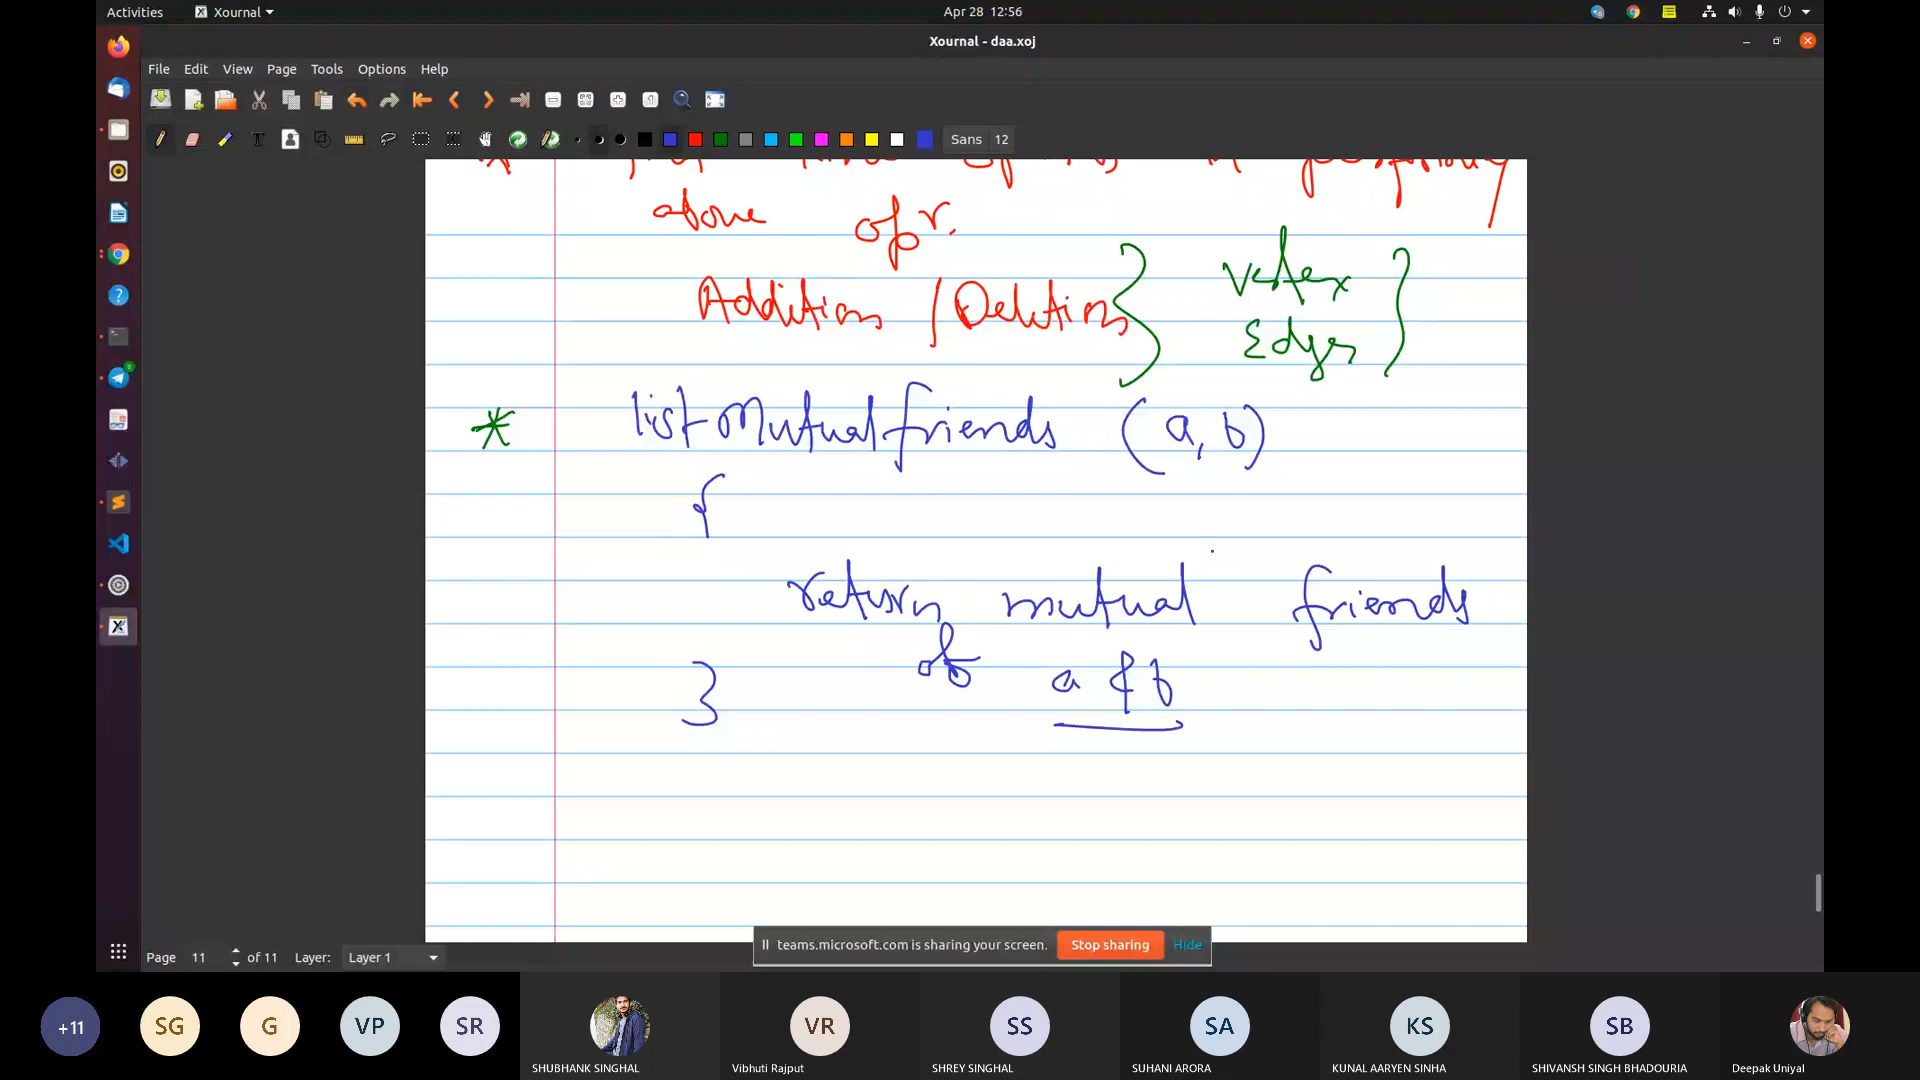 Activities
Xournal
Apr 28 12:56
Xournal - daa.xoj
File Edit View Page Tools Options Help
Sans 12
above opr.
Addition / Deletion } Vertex
Edges }
* list Mutual friends (a, b)
{
return mutual friends
of a & b
}
teams.microsoft.com is sharing your screen. Stop sharing Hide
Page 11 of 11 Layer: Layer 1
+11 SG G VP SR VR SS SA KS SB
SHUBHANK SINGHAL Vibhuti Rajput SHREY SINGHAL SUHANI ARORA KUNAL AARYEN SINHA SHIVANSH SINGH BHADOURIA Deepak Uniyal